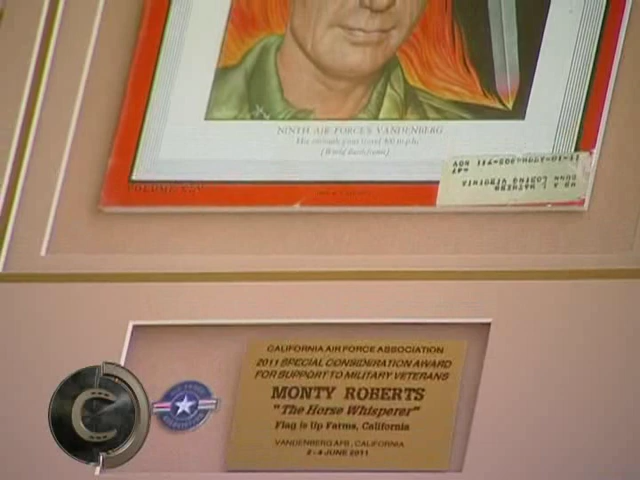 NINTH AIR FORCE'S VANDENBERG
CALIFORNIA AIR FORCE ASSOCIATION
2011 SPECIAL CONSIDERATION AWARD
FOR SUPPORT TO MILITARY VETERANS
MONTY ROBERTS
"The Horse Whisperer"
Flag is Up Farms, California
VANDENBERG AFB, CALIFORNIA
2 - 4 JUNE 2011